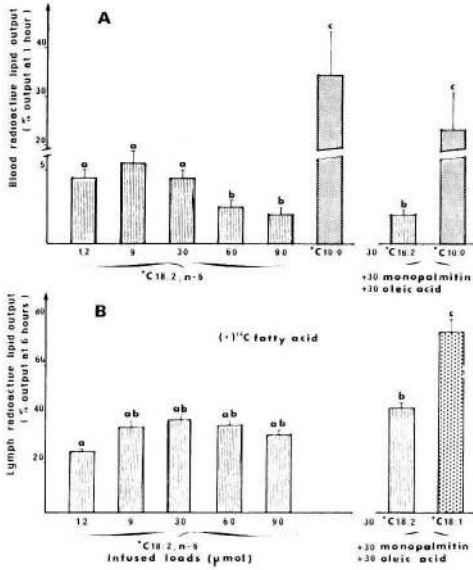 A
Blood radioactive lipid output
(% output at 1 hour)
40
30
20
5
a
a
a
b
b
c
b
c
1,2
9
30
60
90
*C10:0
30
*C18:2
*C10:0
*C18:2, n-6
+30 monopalmitin
+30 oleic acid
B
(*)14C fatty acid
Lymph radioactive lipid output
(% output at 6 hours)
60
40
20
a
ab
ab
ab
ab
b
c
1,2
9
30
60
90
30
*C18:2
*C18:1
*C18:2, n-6
Infused loads (µmol)
+30 monopalmitin
+30 oleic acid